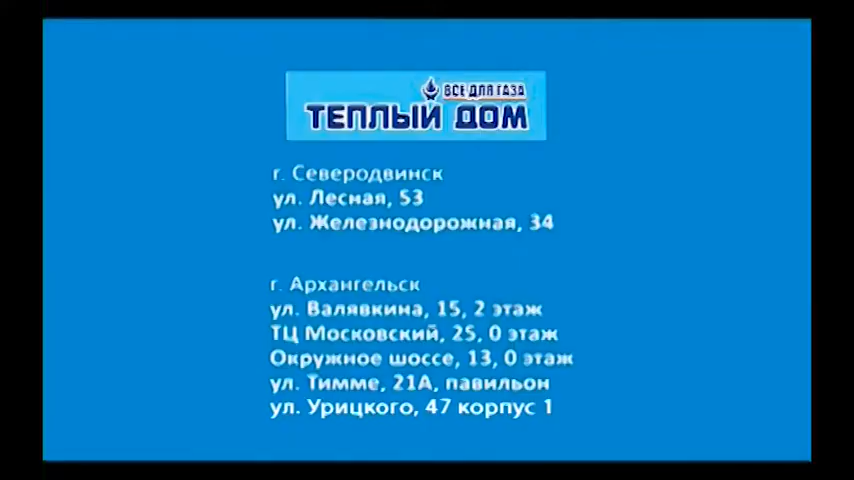 ВСЕ ДЛЯ ГАЗА
ТЕПЛЫЙ ДОМ
г. Северодвинск
ул. Лесная, 53
ул. Железнодорожная, 34
г. Архангельск
ул. Валявкина, 15, 2 этаж
ТЦ Московский, 25, 0 этаж
Окружное шоссе, 13, 0 этаж
ул. Тимме, 21А, павильон
ул. Урицкого, 47 корпус 1